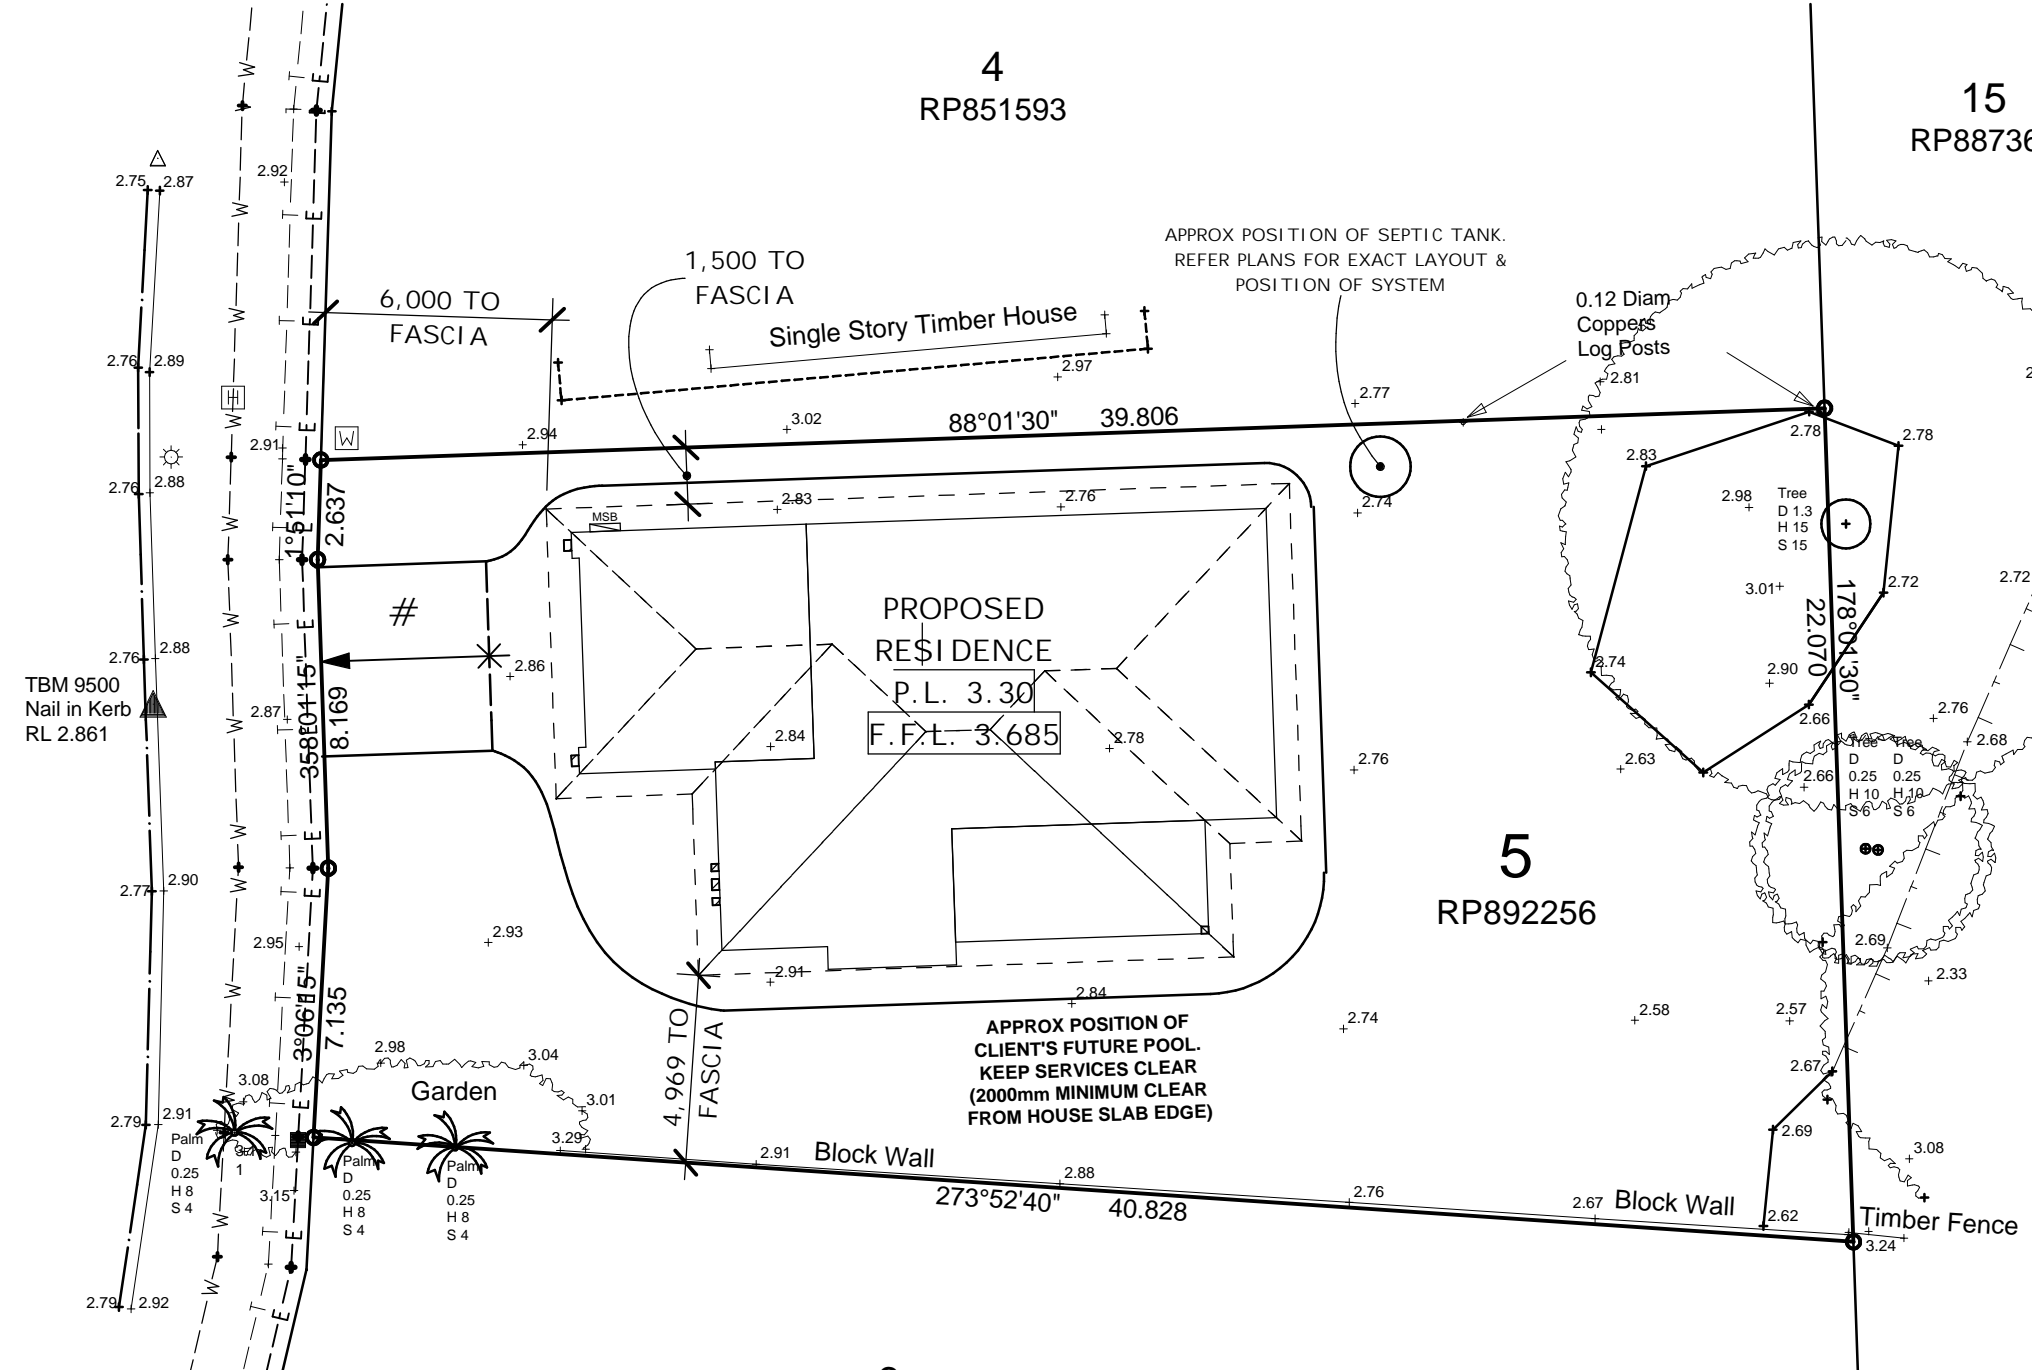 4
RP851593
15
RP88736
2.75
2.87
2.92
W
T
E
APPROX POSITION OF SEPTIC TANK.
REFER PLANS FOR EXACT LAYOUT &
POSITION OF SYSTEM
1,500 TO
FASCIA
6,000 TO
FASCIA
Single Story Timber House
0.12 Diam
Coppers
Log Posts
2.76
2.89
2.97
2.81
2.77
H
W
88°01'30"
39.806
3.02
2.94
2.91
2.78
2.78
2.83
2.76
2.88
1°51'10"
2.637
MSB
2.83
2.76
2.74
2.98
Tree
D 1.3
H 15
S 15
3.01
2.72
2.72
178°01'30"
22.070
#
PROPOSED
RESIDENCE
P.L. 3.30
F.F.L. 3.685
2.76
2.88
2.86
2.74
2.90
TBM 9500
Nail in Kerb
RL 2.861
2.87
358°01'15"
8.169
2.84
2.78
2.76
2.63
2.66
2.66
2.76
2.68
Tree
D
0.25
H 10
S 6
Tree
D
0.25
H 10
S 6
5
RP892256
2.77
2.90
2.95
2.93
2.91
2.84
2.69
2.33
3°06'15"
7.135
4,969 TO
FASCIA
APPROX POSITION OF
CLIENT'S FUTURE POOL.
KEEP SERVICES CLEAR
(2000mm MINIMUM CLEAR
FROM HOUSE SLAB EDGE)
2.74
2.58
2.57
2.67
2.98
3.04
3.08
Garden
3.01
2.79
2.91
3.29
Palm
D
0.25
H 8
S 4
1
3.15
Palm
D
0.25
H 8
S 4
Palm
D
0.25
H 8
S 4
2.91
Block Wall
2.88
273°52'40"
40.828
2.76
2.67
Block Wall
2.62
2.69
3.08
Timber Fence
3.24
2.79
2.92